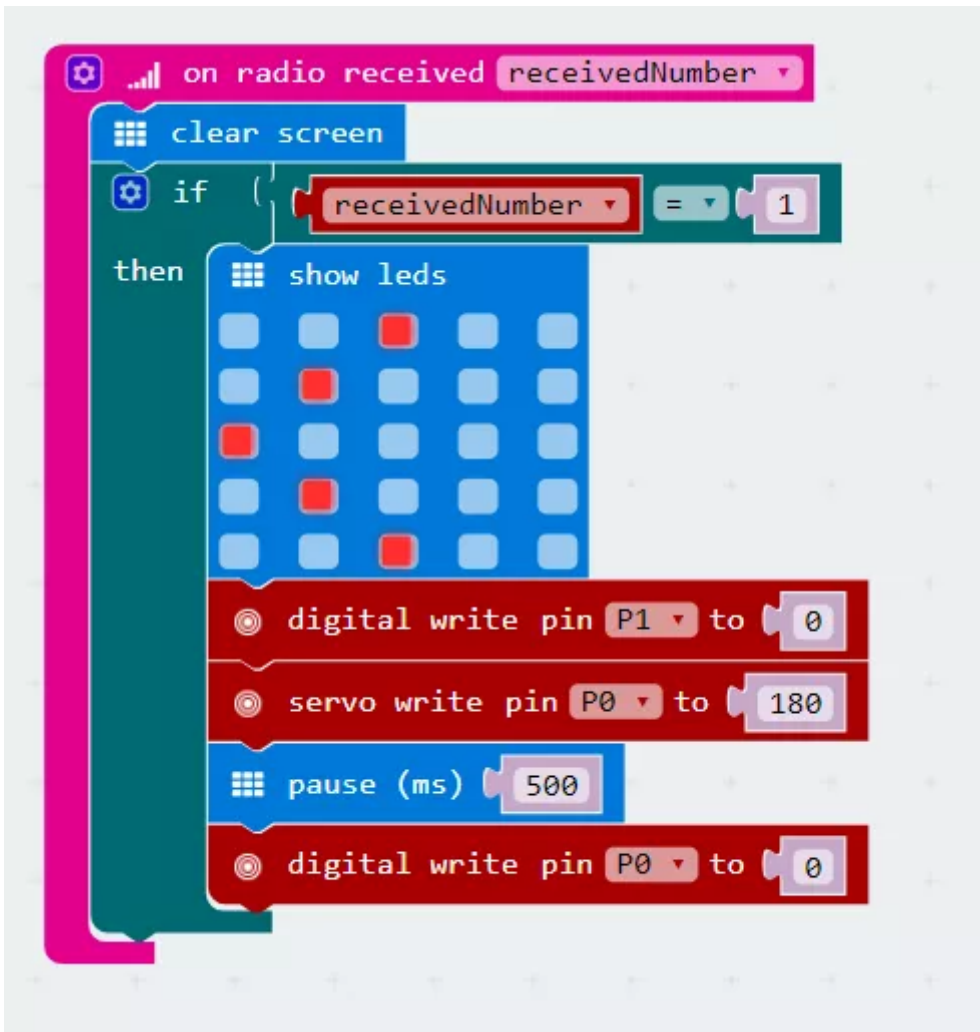 on radio received receivedNumber
clear screen
if receivedNumber = 1
then show leds
digital write pin P1 to 0
servo write pin P0 to 180
pause (ms) 500
digital write pin P0 to 0